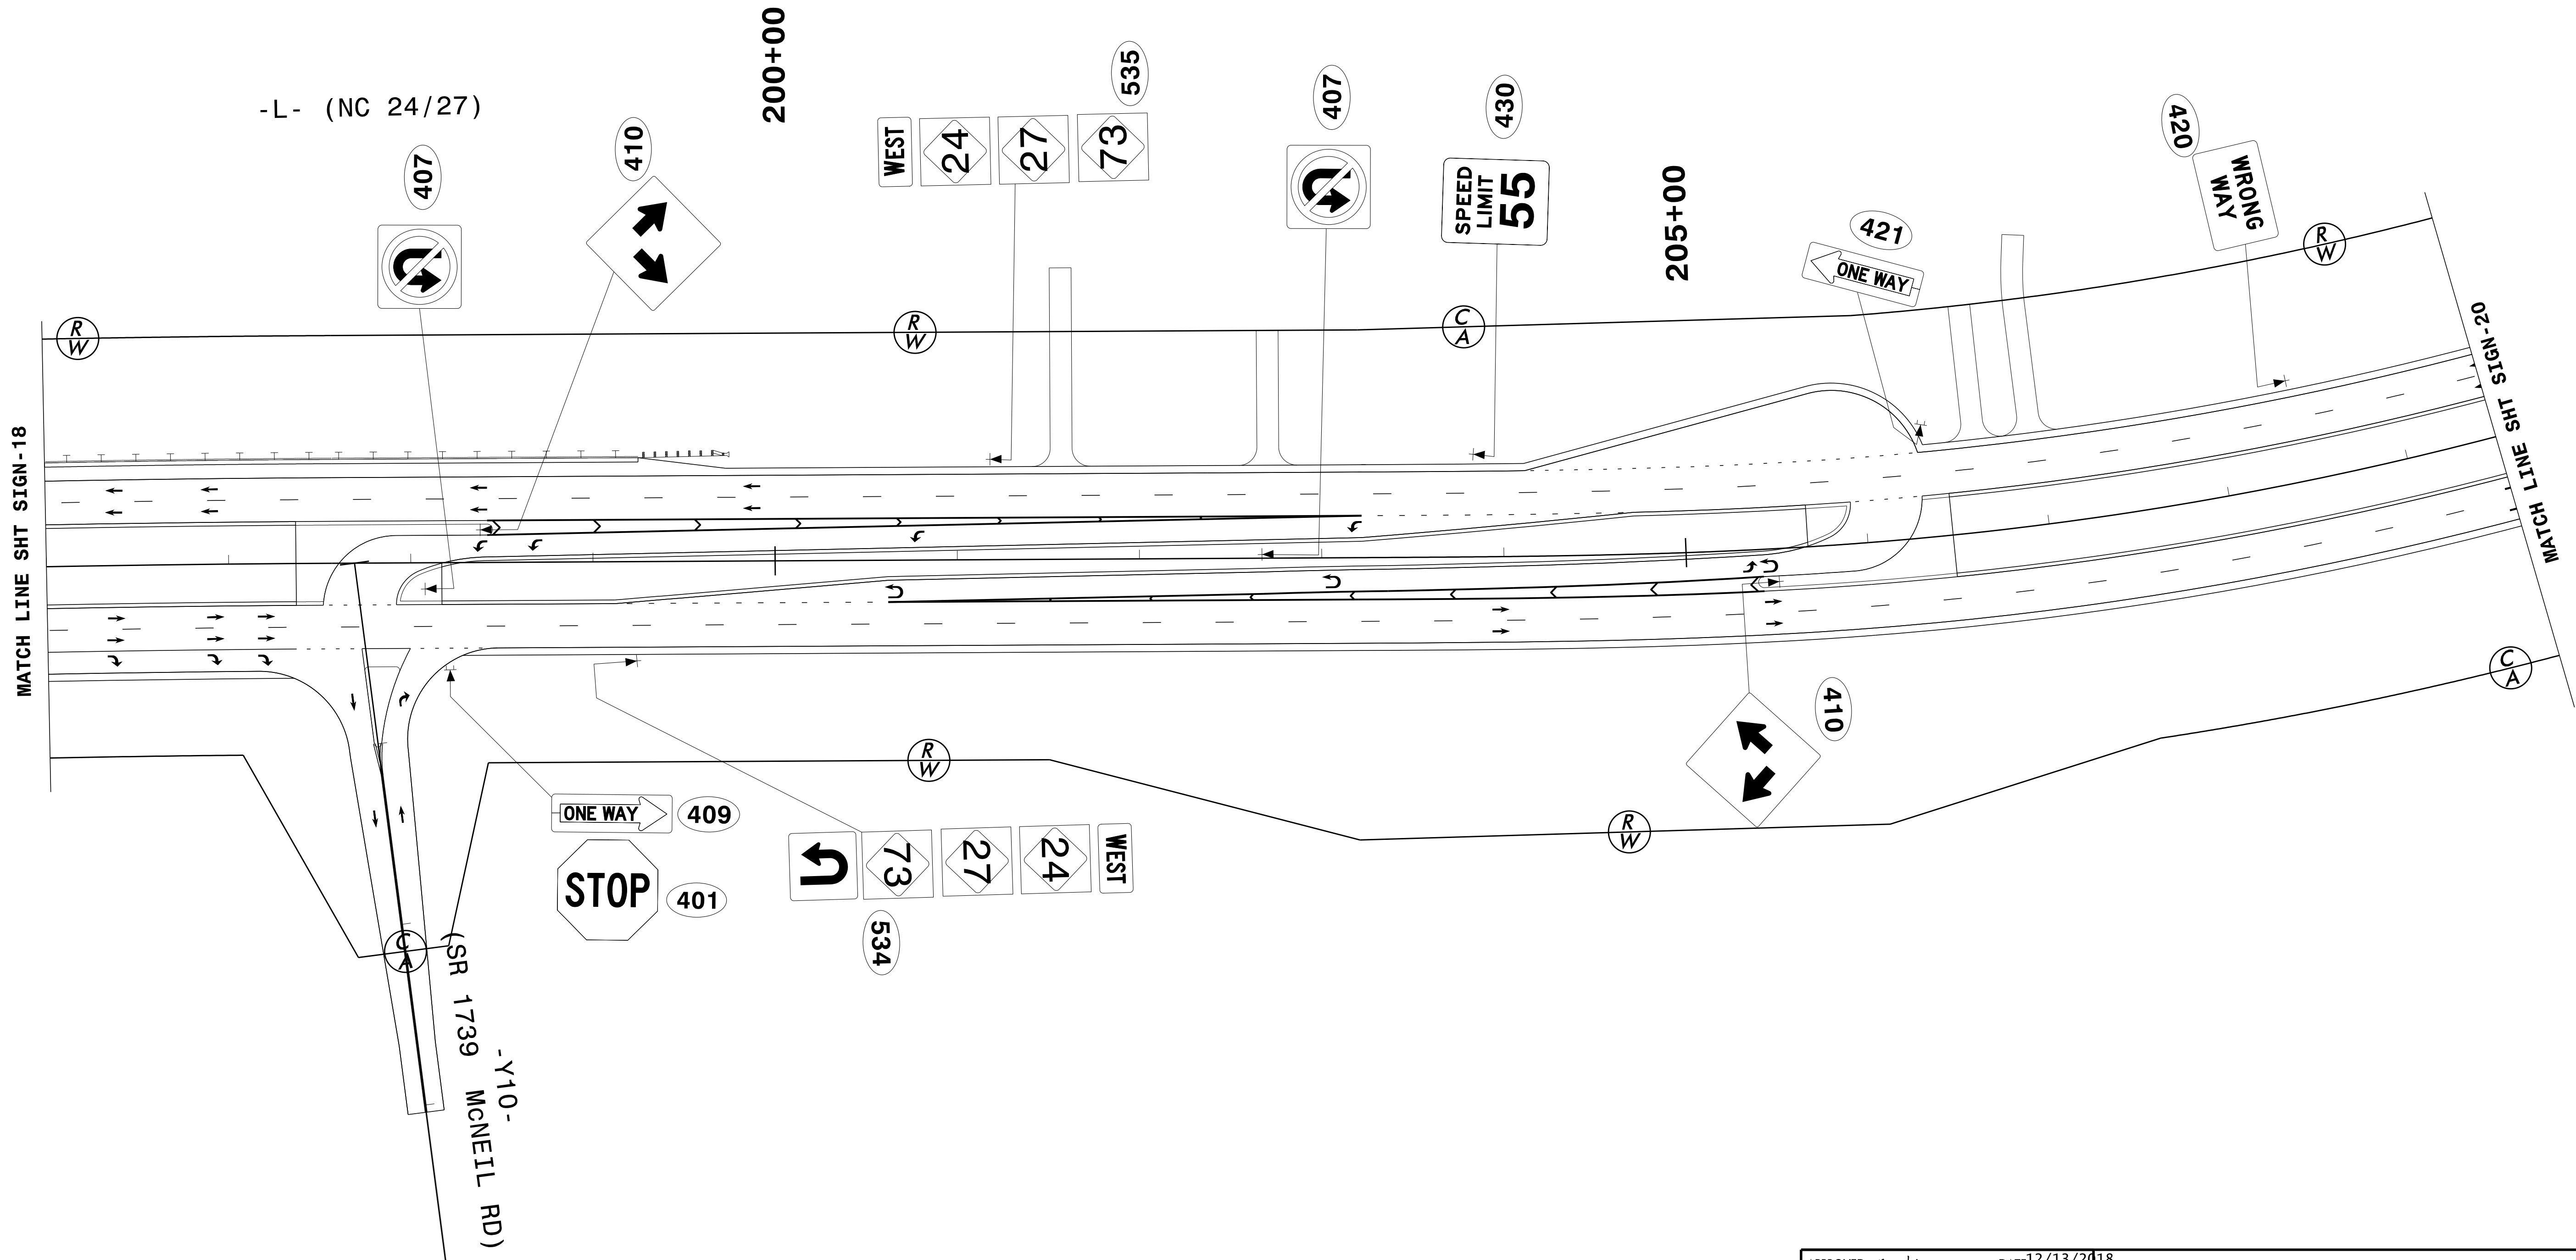 -L- (NC 24/27)
200+00
205+00
407
410
WEST
24
27
73
535
407
430
SPEED
LIMIT
55
421
ONE WAY
420
WRONG
WAY
R
W
R
W
C
A
R
W
MATCH LINE SHT SIGN-18
MATCH LINE SHT SIGN-20
C
A
410
R
W
R
W
ONE WAY
409
STOP
401
73
27
24
WEST
534
C
A
-Y10-
(SR 1739 McNEIL RD)
12/13/2018